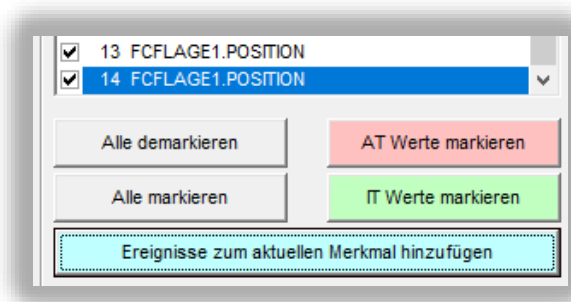 13 FCFLAGE1.POSITION
14 FCFLAGE1.POSITION
Alle demarkieren
AT Werte markieren
Alle markieren
IT Werte markieren
Ereignisse zum aktuellen Merkmal hinzufügen